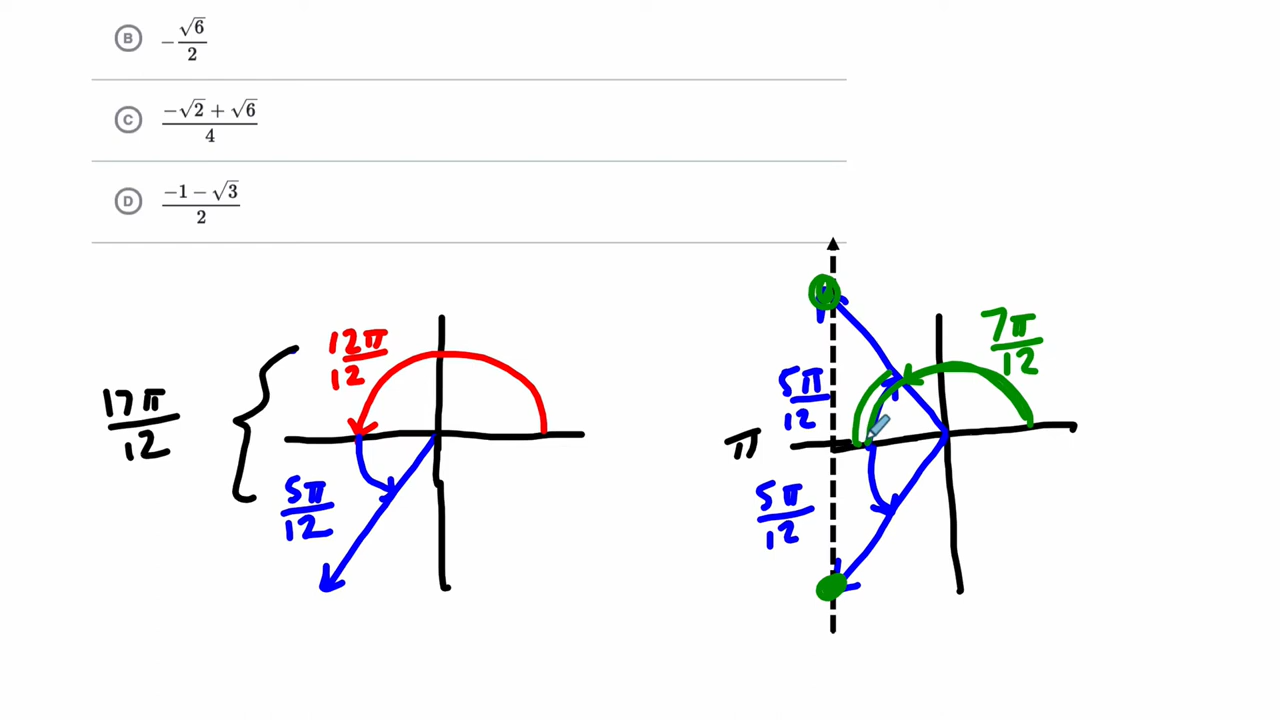 B -√6/2
C (-√2 + √6)/4
D (-1 - √3)/2
12π/12
7π/12
17π/12
5π/12
π
5π/12
5π/12